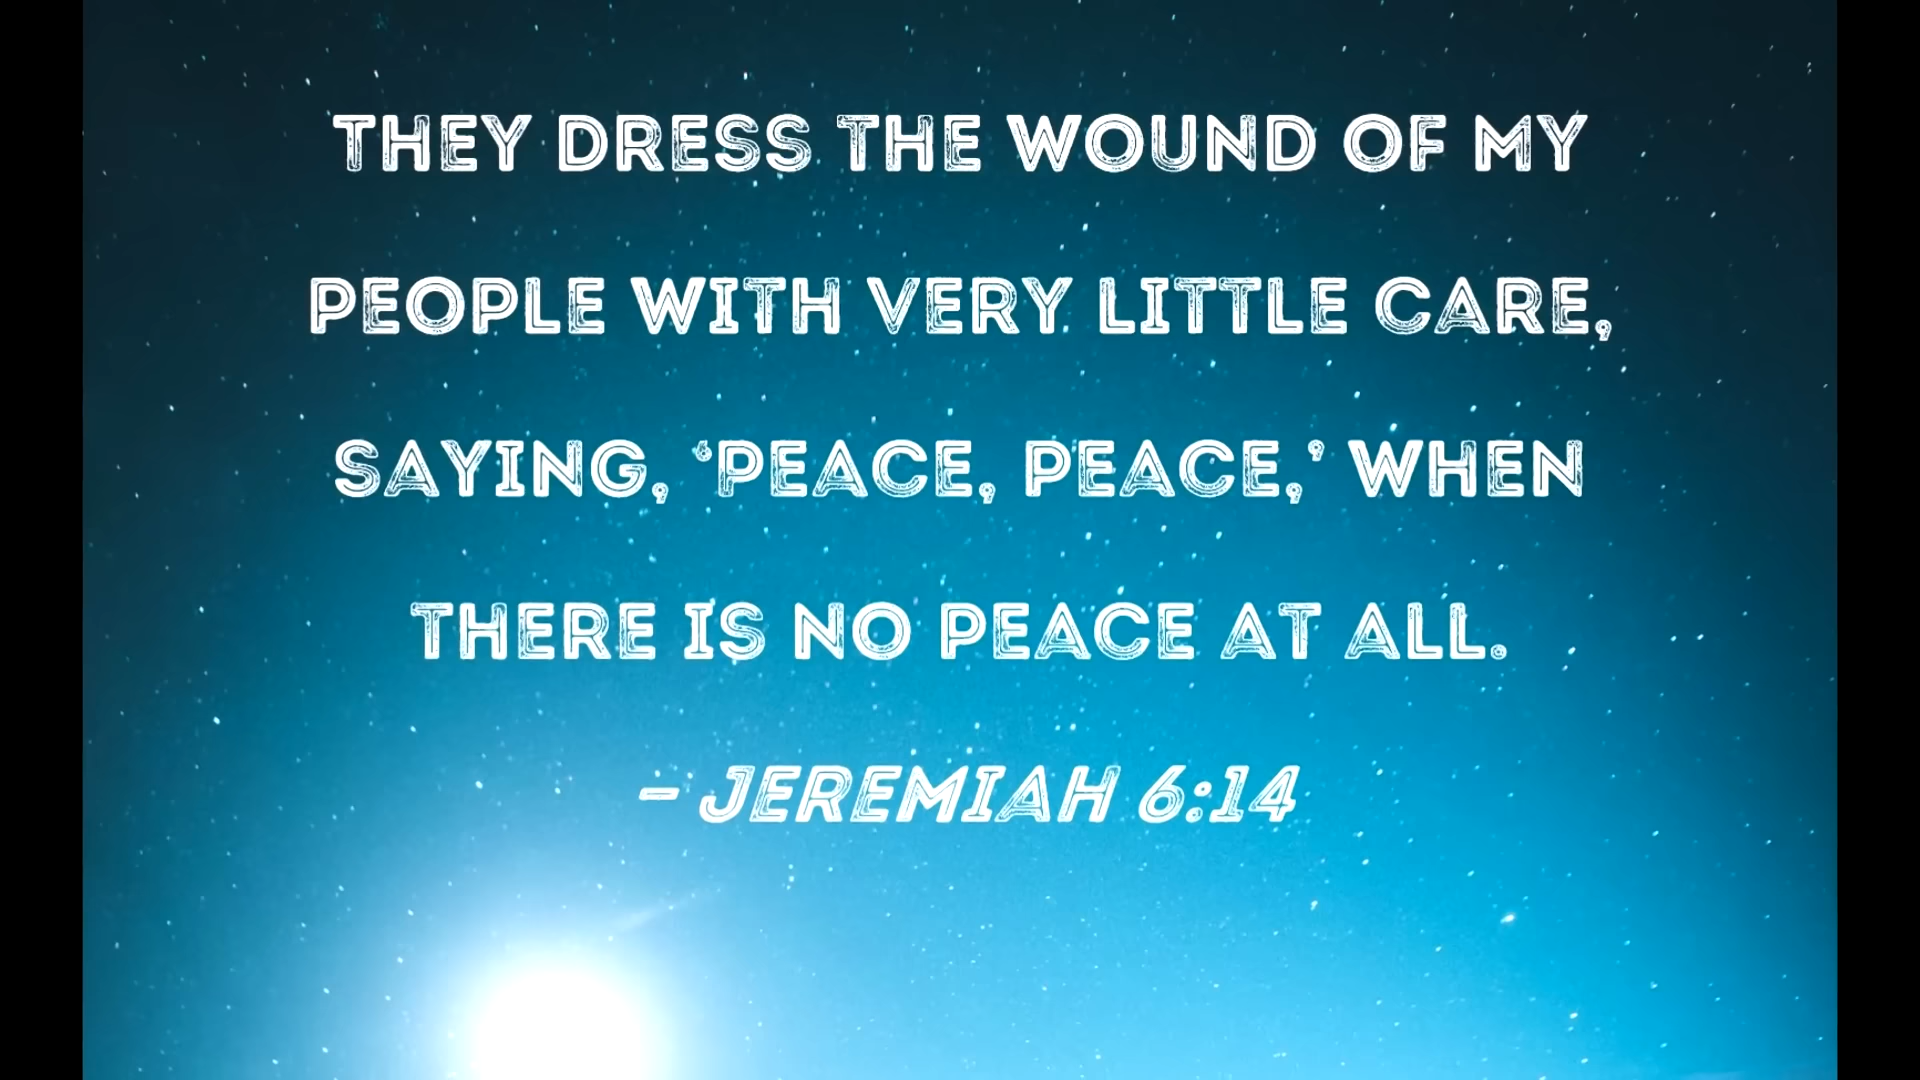 THEY DRESS THE WOUND OF MY
PEOPLE WITH VERY LITTLE CARE,
SAYING, ‘PEACE, PEACE,’ WHEN
THERE IS NO PEACE AT ALL.
- JEREMIAH 6:14